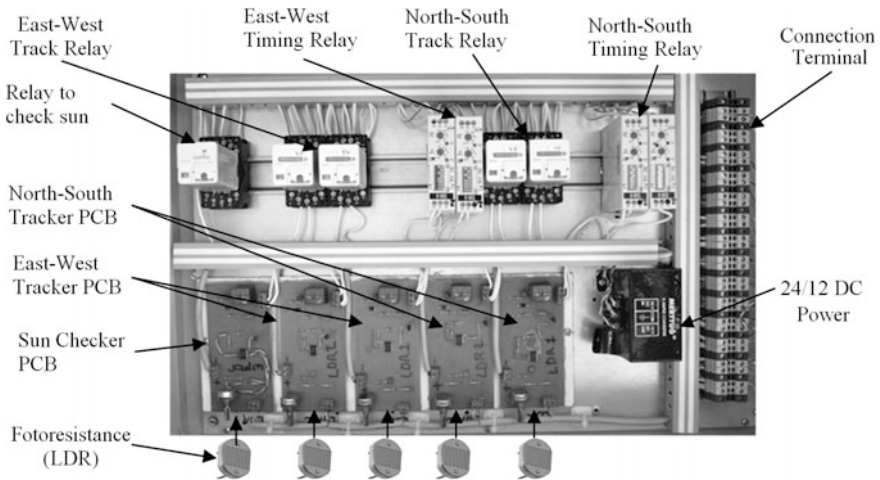 East-West
Track Relay
East-West
Timing Relay
North-South
Track Relay
North-South
Timing Relay
Connection
Terminal
Relay to
check sun
North-South
Tracker PCB
East-West
Tracker PCB
24/12 DC
Power
Sun Checker
PCB
LDR2
LDR1
Fotoresistance
(LDR)